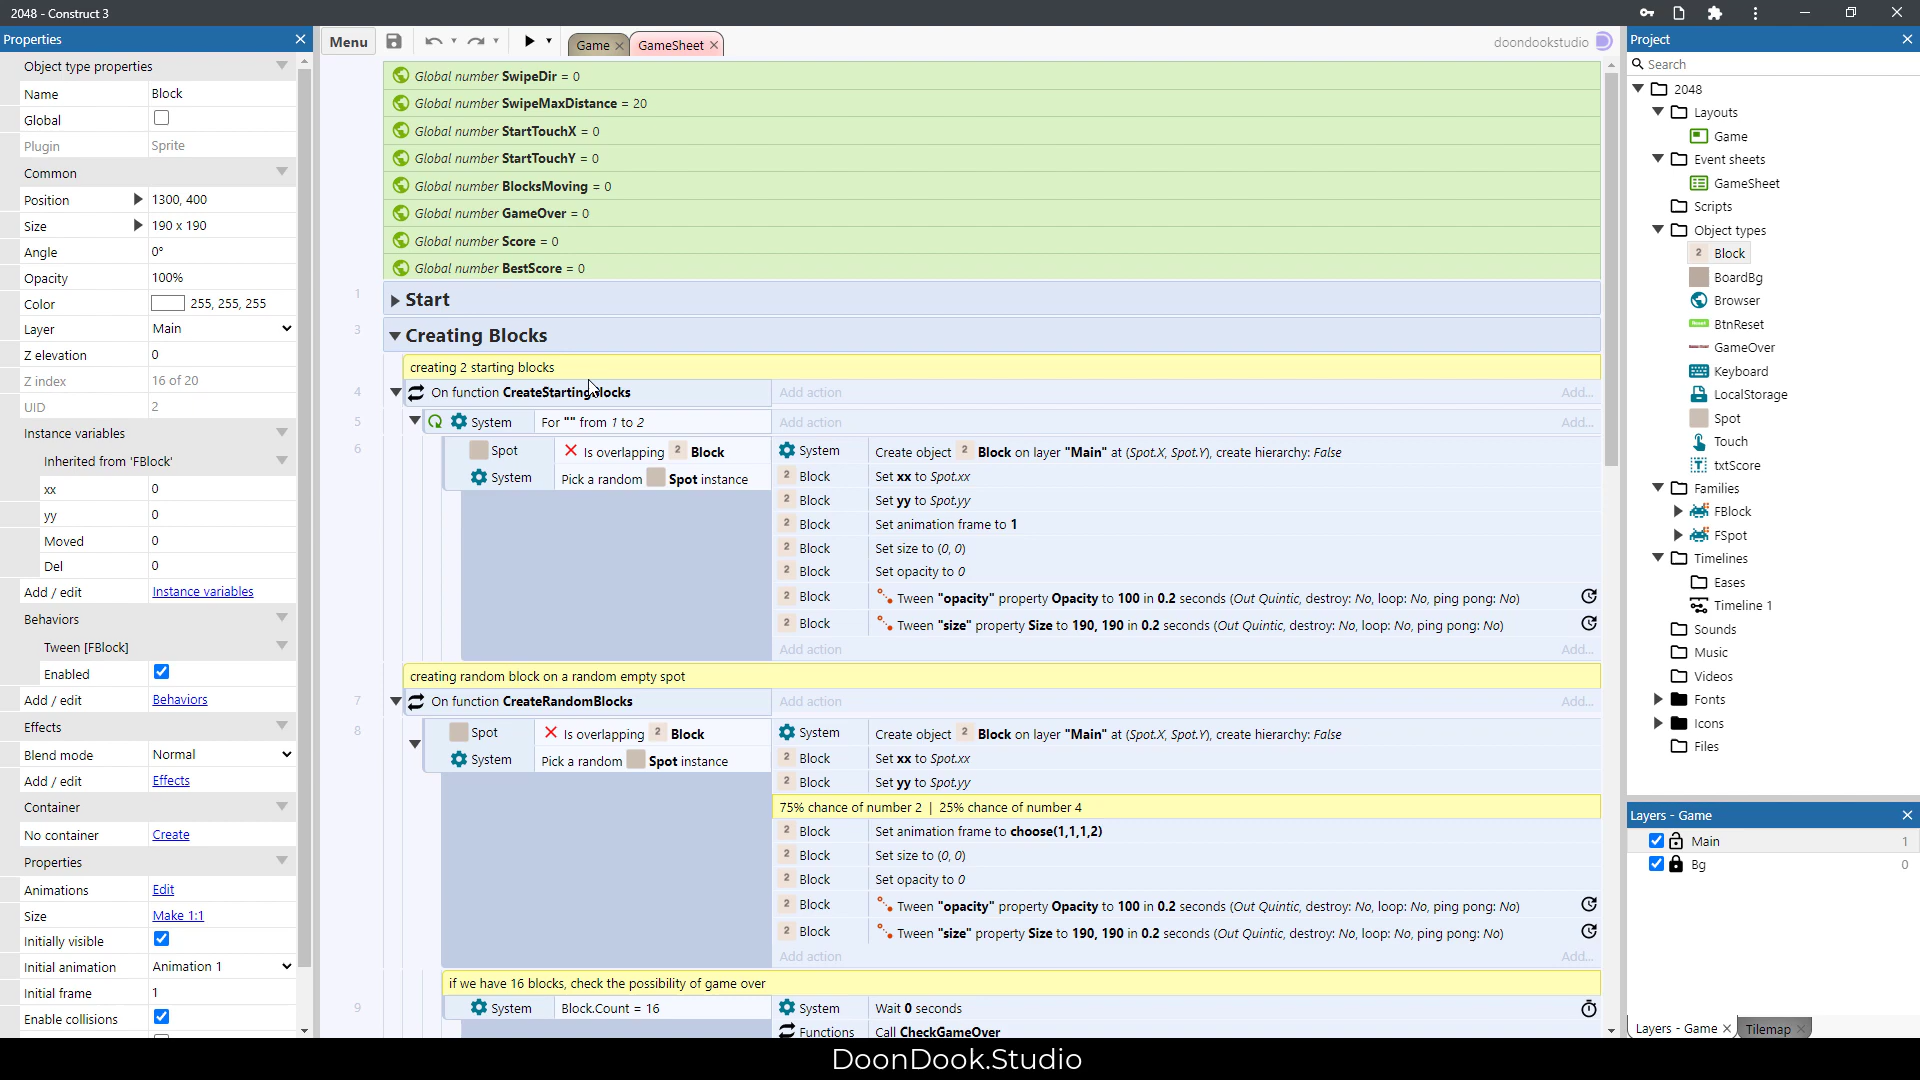 2048 - Construct 3
Properties
Object type properties
Name Block
Global
Plugin Sprite
Common
Position 1300, 400
Size 190 x 190
Angle 0°
Opacity 100%
Color 255, 255, 255
Layer Main
Z elevation 0
Z index 16 of 20
UID 2
Instance variables
Inherited from 'FBlock'
xx 0
yy 0
Moved 0
Del 0
Add / edit Instance variables
Behaviors
Tween [FBlock]
Enabled
Add / edit Behaviors
Effects
Blend mode Normal
Add / edit Effects
Container
No container Create
Properties
Animations Edit
Size Make 1:1
Initially visible
Initial animation Animation 1
Initial frame 1
Enable collisions
Menu Game GameSheet doondookstudio
Global number SwipeDir = 0
Global number SwipeMaxDistance = 20
Global number StartTouchX = 0
Global number StartTouchY = 0
Global number BlocksMoving = 0
Global number GameOver = 0
Global number Score = 0
Global number BestScore = 0
1 Start
3 Creating Blocks
creating 2 starting blocks
4 On function CreateStartingBlocks Add action Add...
5 System For "" from 1 to 2 Add action Add...
6 Spot Is overlapping 2 Block System Create object 2 Block on layer "Main" at (Spot.X, Spot.Y), create hierarchy: False
System Pick a random Spot instance 2 Block Set xx to Spot.xx
2 Block Set yy to Spot.yy
2 Block Set animation frame to 1
2 Block Set size to (0, 0)
2 Block Set opacity to 0
2 Block Tween "opacity" property Opacity to 100 in 0.2 seconds (Out Quintic, destroy: No, loop: No, ping pong: No)
2 Block Tween "size" property Size to 190, 190 in 0.2 seconds (Out Quintic, destroy: No, loop: No, ping pong: No)
Add action Add...
creating random block on a random empty spot
7 On function CreateRandomBlocks Add action Add...
8 Spot Is overlapping 2 Block System Create object 2 Block on layer "Main" at (Spot.X, Spot.Y), create hierarchy: False
System Pick a random Spot instance 2 Block Set xx to Spot.xx
2 Block Set yy to Spot.yy
75% chance of number 2 | 25% chance of number 4
2 Block Set animation frame to choose(1,1,1,2)
2 Block Set size to (0, 0)
2 Block Set opacity to 0
2 Block Tween "opacity" property Opacity to 100 in 0.2 seconds (Out Quintic, destroy: No, loop: No, ping pong: No)
2 Block Tween "size" property Size to 190, 190 in 0.2 seconds (Out Quintic, destroy: No, loop: No, ping pong: No)
Add action Add...
if we have 16 blocks, check the possibility of game over
9 System Block.Count = 16 System Wait 0 seconds
Functions Call CheckGameOver
Project
Search
2048
Layouts
Game
Event sheets
GameSheet
Scripts
Object types
2 Block
BoardBg
Browser
Reset BtnReset
GameOver
Keyboard
LocalStorage
Spot
Touch
txtScore
Families
FBlock
FSpot
Timelines
Eases
Timeline 1
Sounds
Music
Videos
Fonts
Icons
Files
Layers - Game
Main 1
Bg 0
Layers - Game Tilemap
DoonDook.Studio